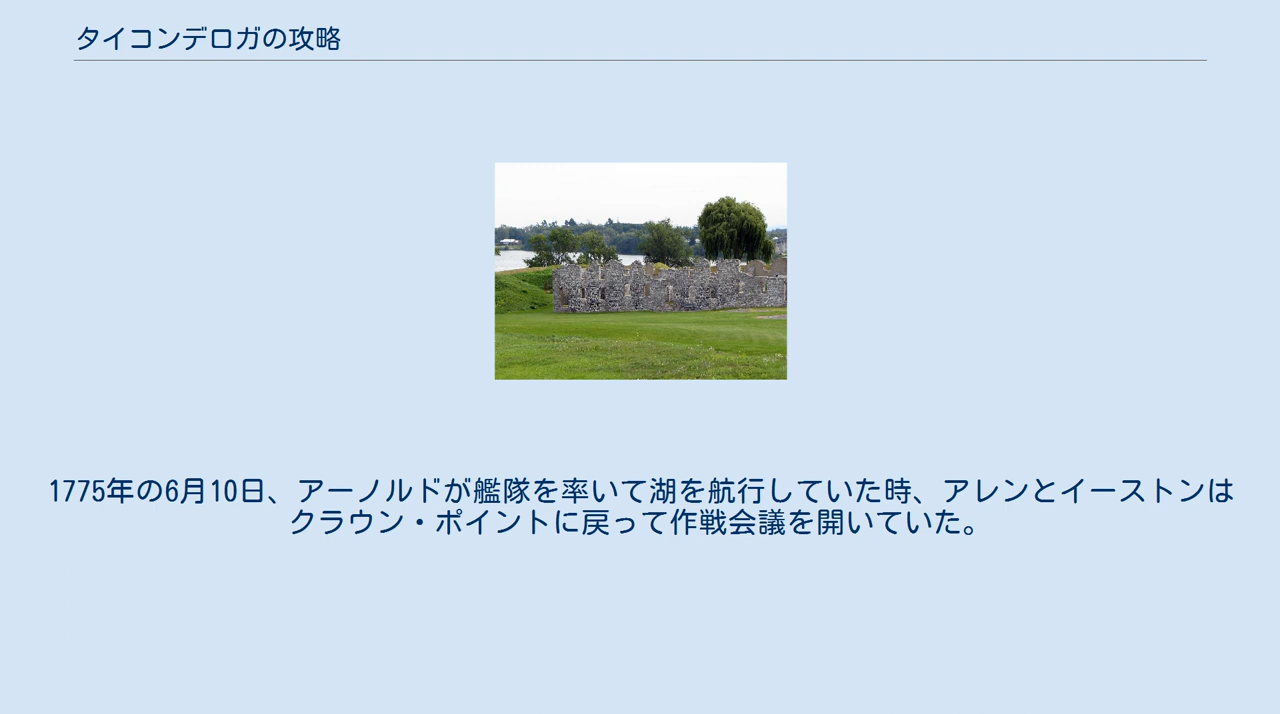 タイコンデロガの攻略
1775年の6月10日、アーノルドが艦隊を率いて湖を航行していた時、アレンとイーストンは
クラウン・ポイントに戻って作戦会議を開いていた。